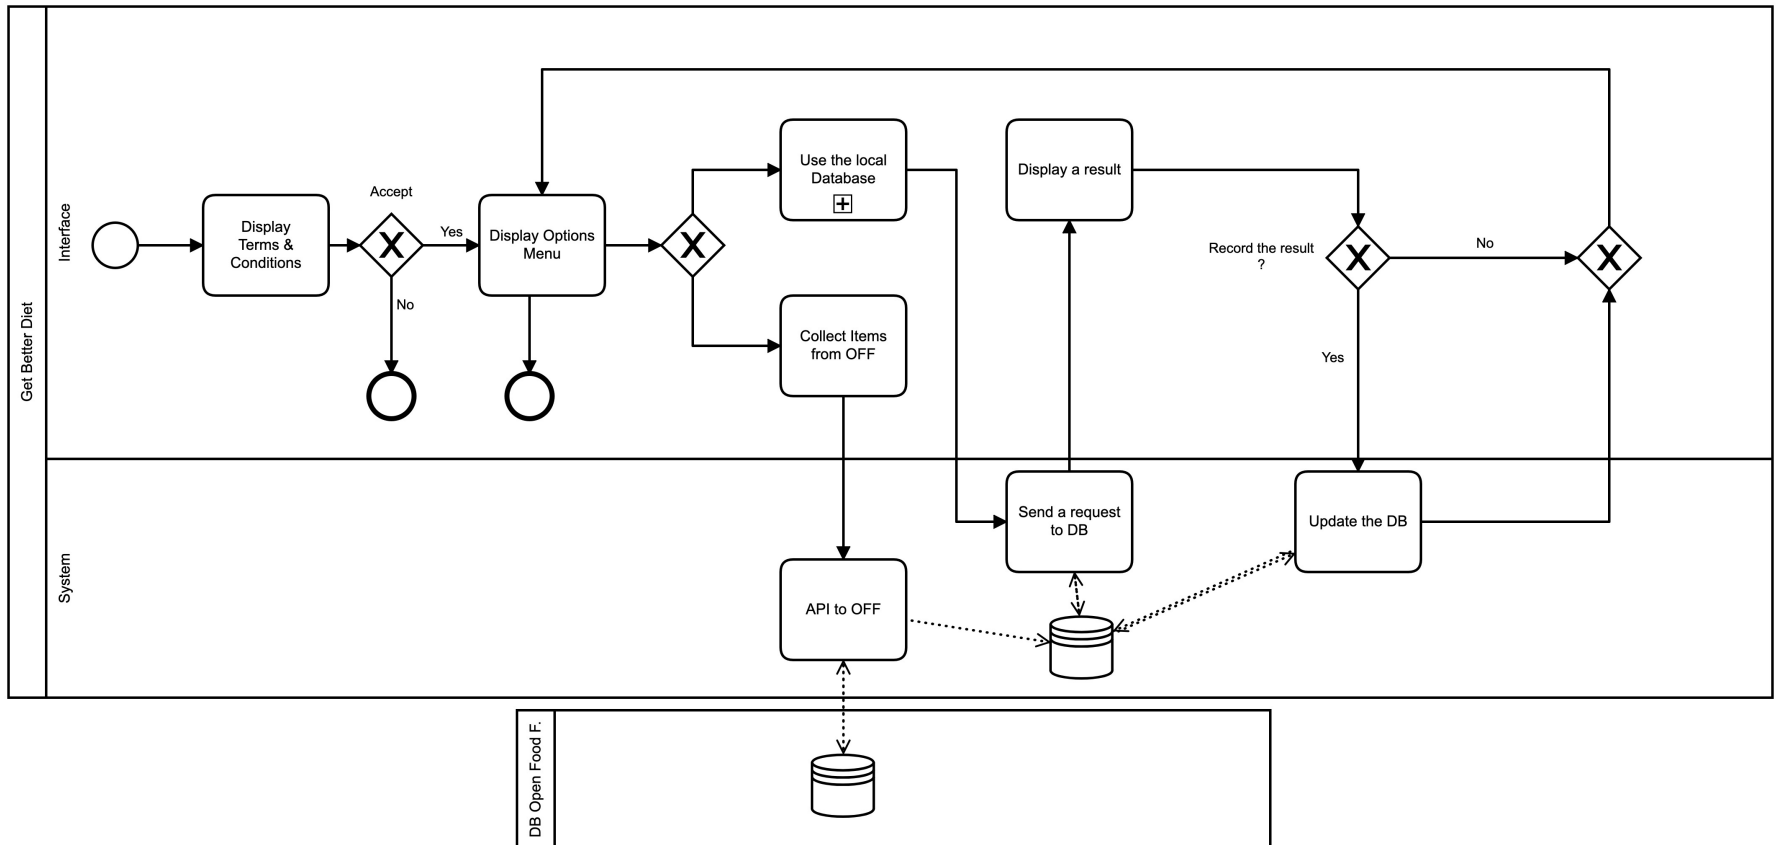 Get Better Diet
Interface
Display
Terms &
Conditions
Accept
Yes
No
Display Options
Menu
Use the local
Database
Collect Items
from OFF
Display a result
Record the result
?
No
Yes
System
API to OFF
Send a request
to DB
Update the DB
DB Open Food F.